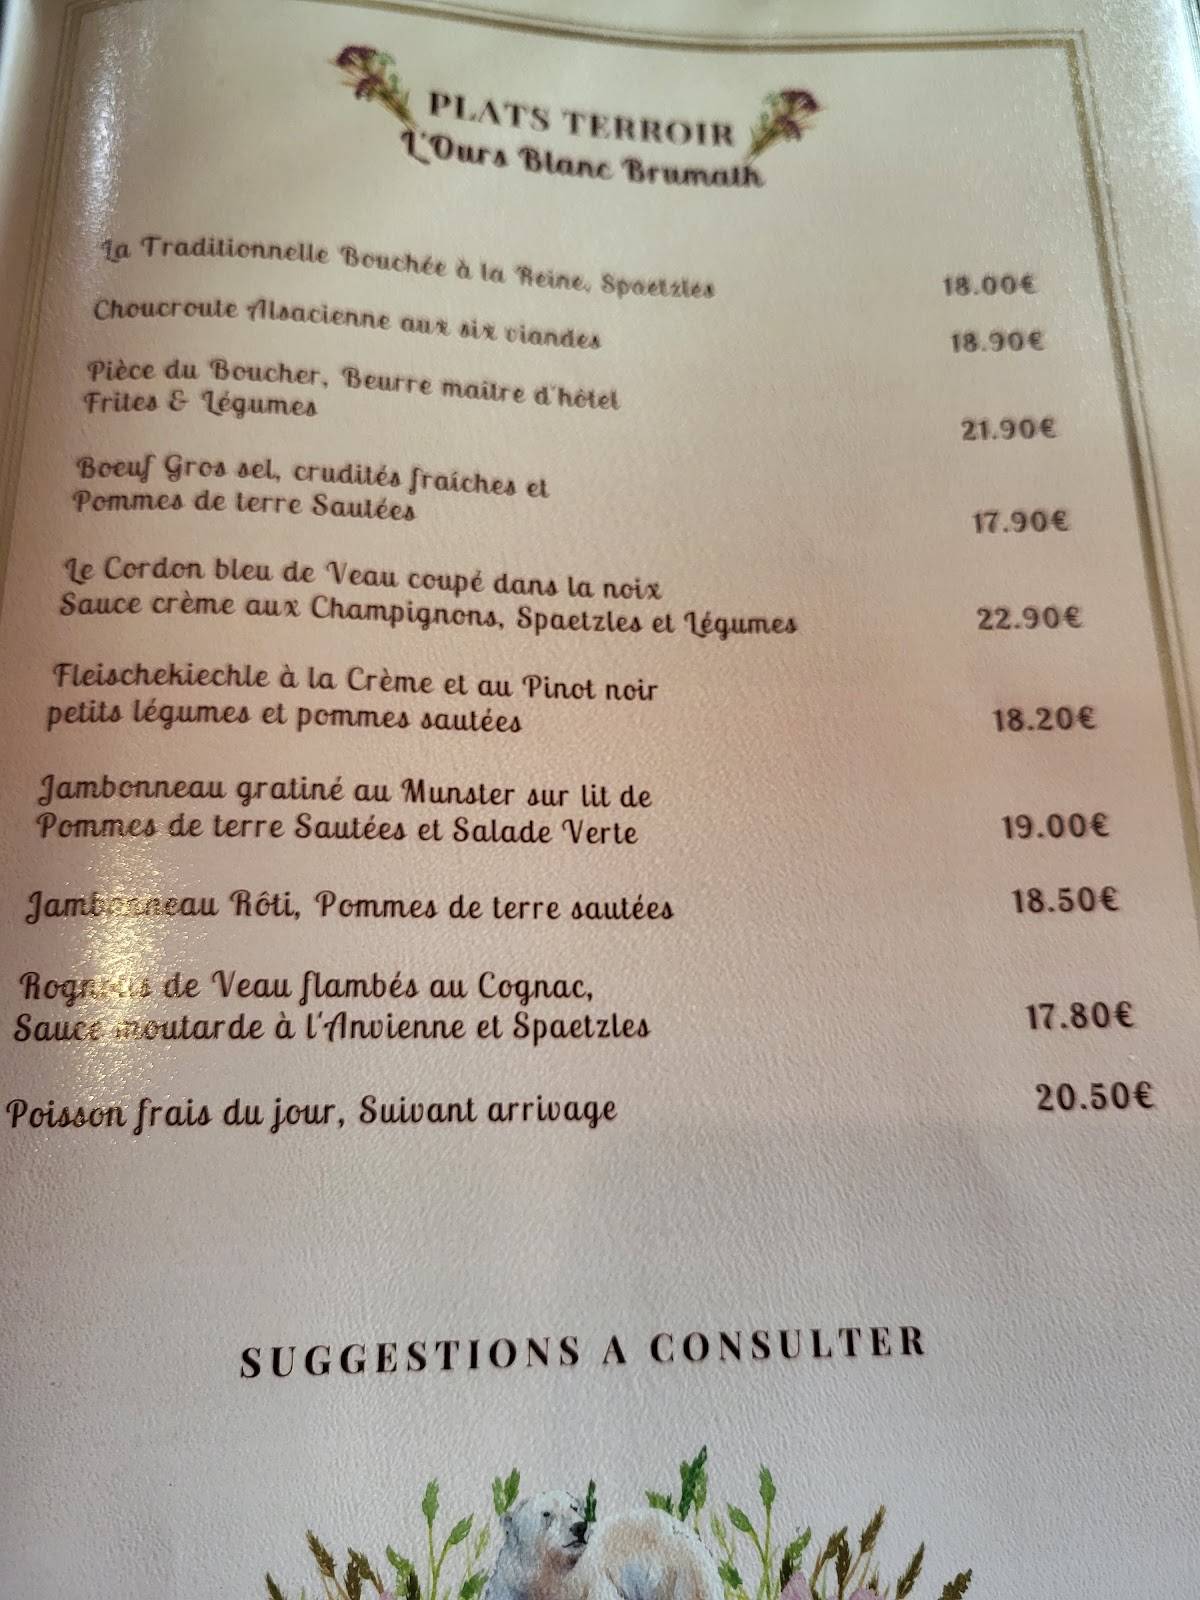 PLATS TERROIR
L'Ours Blanc Brumath
La Traditionnelle Bouchée à la Reine, Spaetzles 18.00€
Choucroute Alsacienne aux six viandes 18.90€
Pièce du Boucher, Beurre maître d'hôtel
Frites & Légumes 21.90€
Boeuf Gros sel, crudités fraîches et
Pommes de terre Sautées 17.90€
Le Cordon bleu de Veau coupé dans la noix
Sauce crème aux Champignons, Spaetzles et Légumes 22.90€
Fleischekiechle à la Crème et au Pinot noir
petits légumes et pommes sautées 18.20€
Jambonneau gratiné au Munster sur lit de
Pommes de terre Sautées et Salade Verte 19.00€
Jambonneau Rôti, Pommes de terre sautées 18.50€
Rognons de Veau flambés au Cognac,
Sauce moutarde à l'Anvienne et Spaetzles 17.80€
Poisson frais du jour, Suivant arrivage 20.50€
SUGGESTIONS A CONSULTER